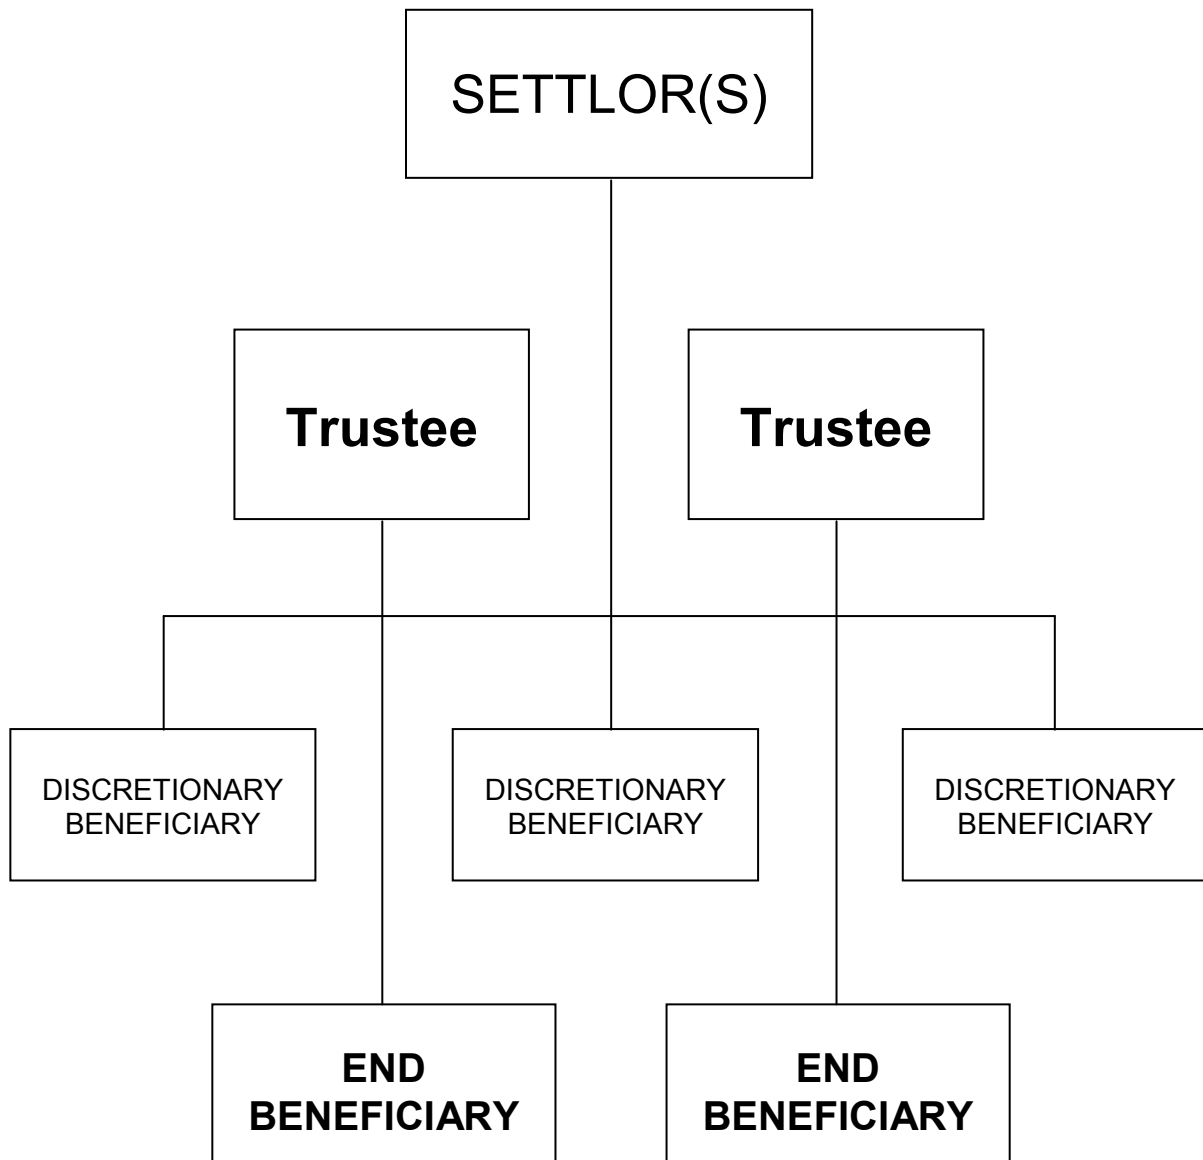 SETTLOR(S)
Trustee
Trustee
DISCRETIONARY
BENEFICIARY
DISCRETIONARY
BENEFICIARY
DISCRETIONARY
BENEFICIARY
END
BENEFICIARY
END
BENEFICIARY